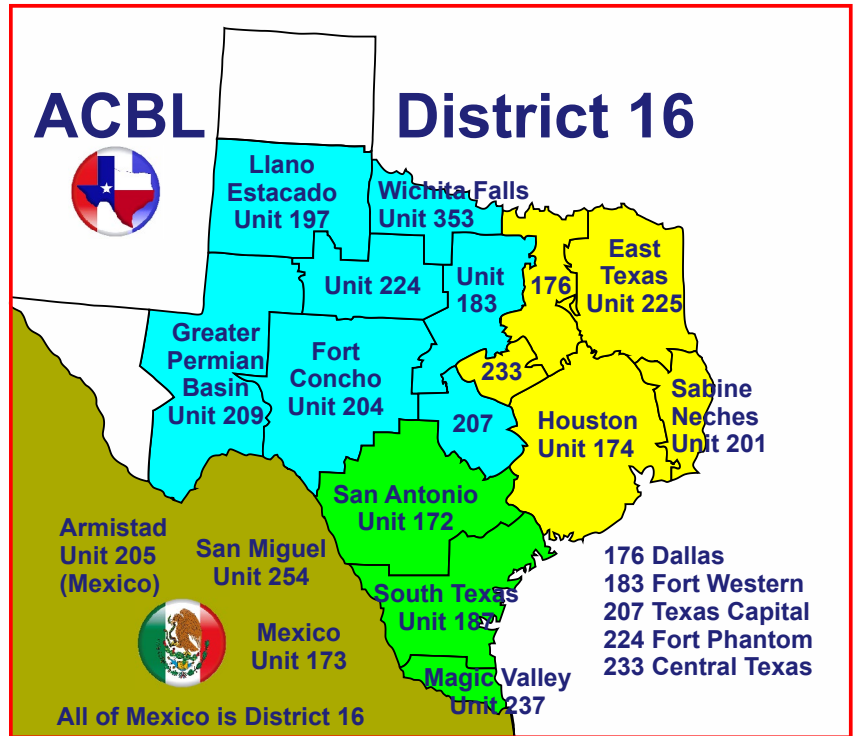 ACBL District 16
Llano
Estacado
Unit 197
Wichita Falls
Unit 353
Unit 224
Unit
183
176
East
Texas
Unit 225
Greater
Permian
Basin
Unit 209
Fort
Concho
Unit 204
233
207
Houston
Unit 174
Sabine
Neches
Unit 201
San Antonio
Unit 172
Armistad
Unit 205
(Mexico)
San Miguel
Unit 254
South Texas
Unit 187
Mexico
Unit 173
Magic Valley
Unit 237
176 Dallas
183 Fort Western
207 Texas Capital
224 Fort Phantom
233 Central Texas
All of Mexico is District 16